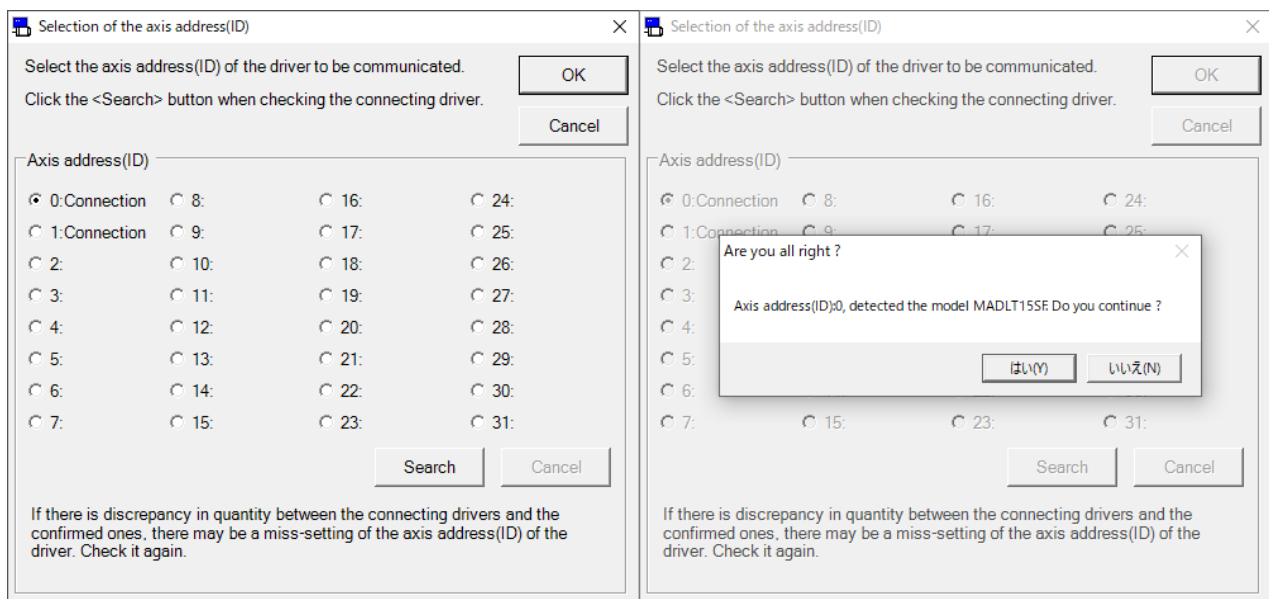 Selection of the axis address(ID)
Select the axis address(ID) of the driver to be communicated.
OK
Click the <Search> button when checking the connecting driver.
Cancel
Axis address(ID)
0:Connection 8: 16: 24:
1:Connection 9: 17: 25:
2: 10: 18: 26:
3: 11: 19: 27:
4: 12: 20: 28:
5: 13: 21: 29:
6: 14: 22: 30:
7: 15: 23: 31:
Search Cancel
If there is discrepancy in quantity between the connecting drivers and the
confirmed ones, there may be a miss-setting of the axis address(ID) of the
driver. Check it again.
Selection of the axis address(ID)
Select the axis address(ID) of the driver to be communicated.
OK
Click the <Search> button when checking the connecting driver.
Cancel
Axis address(ID)
0:Connection 8: 16: 24:
1:Connection 9: 17: 25:
2:
3:
4:
5:
6:
7: 15: 23: 31:
Are you all right ?
Axis address(ID):0, detected the model MADLT15SF. Do you continue ?
はい(Y) いいえ(N)
Search Cancel
If there is discrepancy in quantity between the connecting drivers and the
confirmed ones, there may be a miss-setting of the axis address(ID) of the
driver. Check it again.